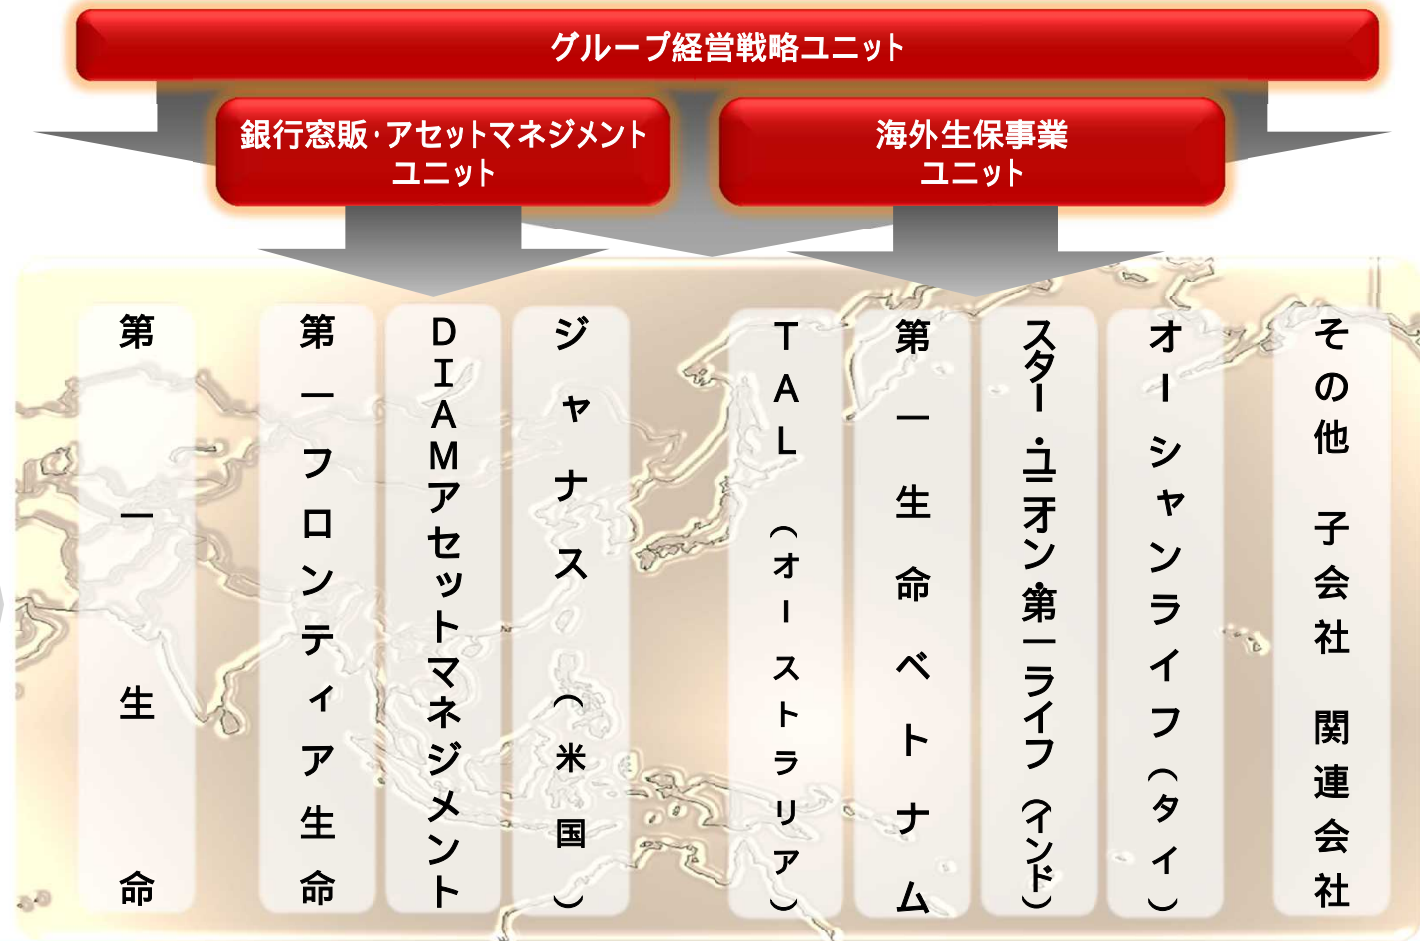 グループ経営戦略ユニット
銀行窓販・アセットマネジメント
ユニット
海外生保事業
ユニット
第一生命
第一フロンティア生命
DIAMアセットマネジメント
ジャナス(米国)
TAL(オーストラリア)
第一生命ベトナム
スター・ユニオン・第一ライフ(インド)
オーシャンライフ(タイ)
その他 子会社 関連会社